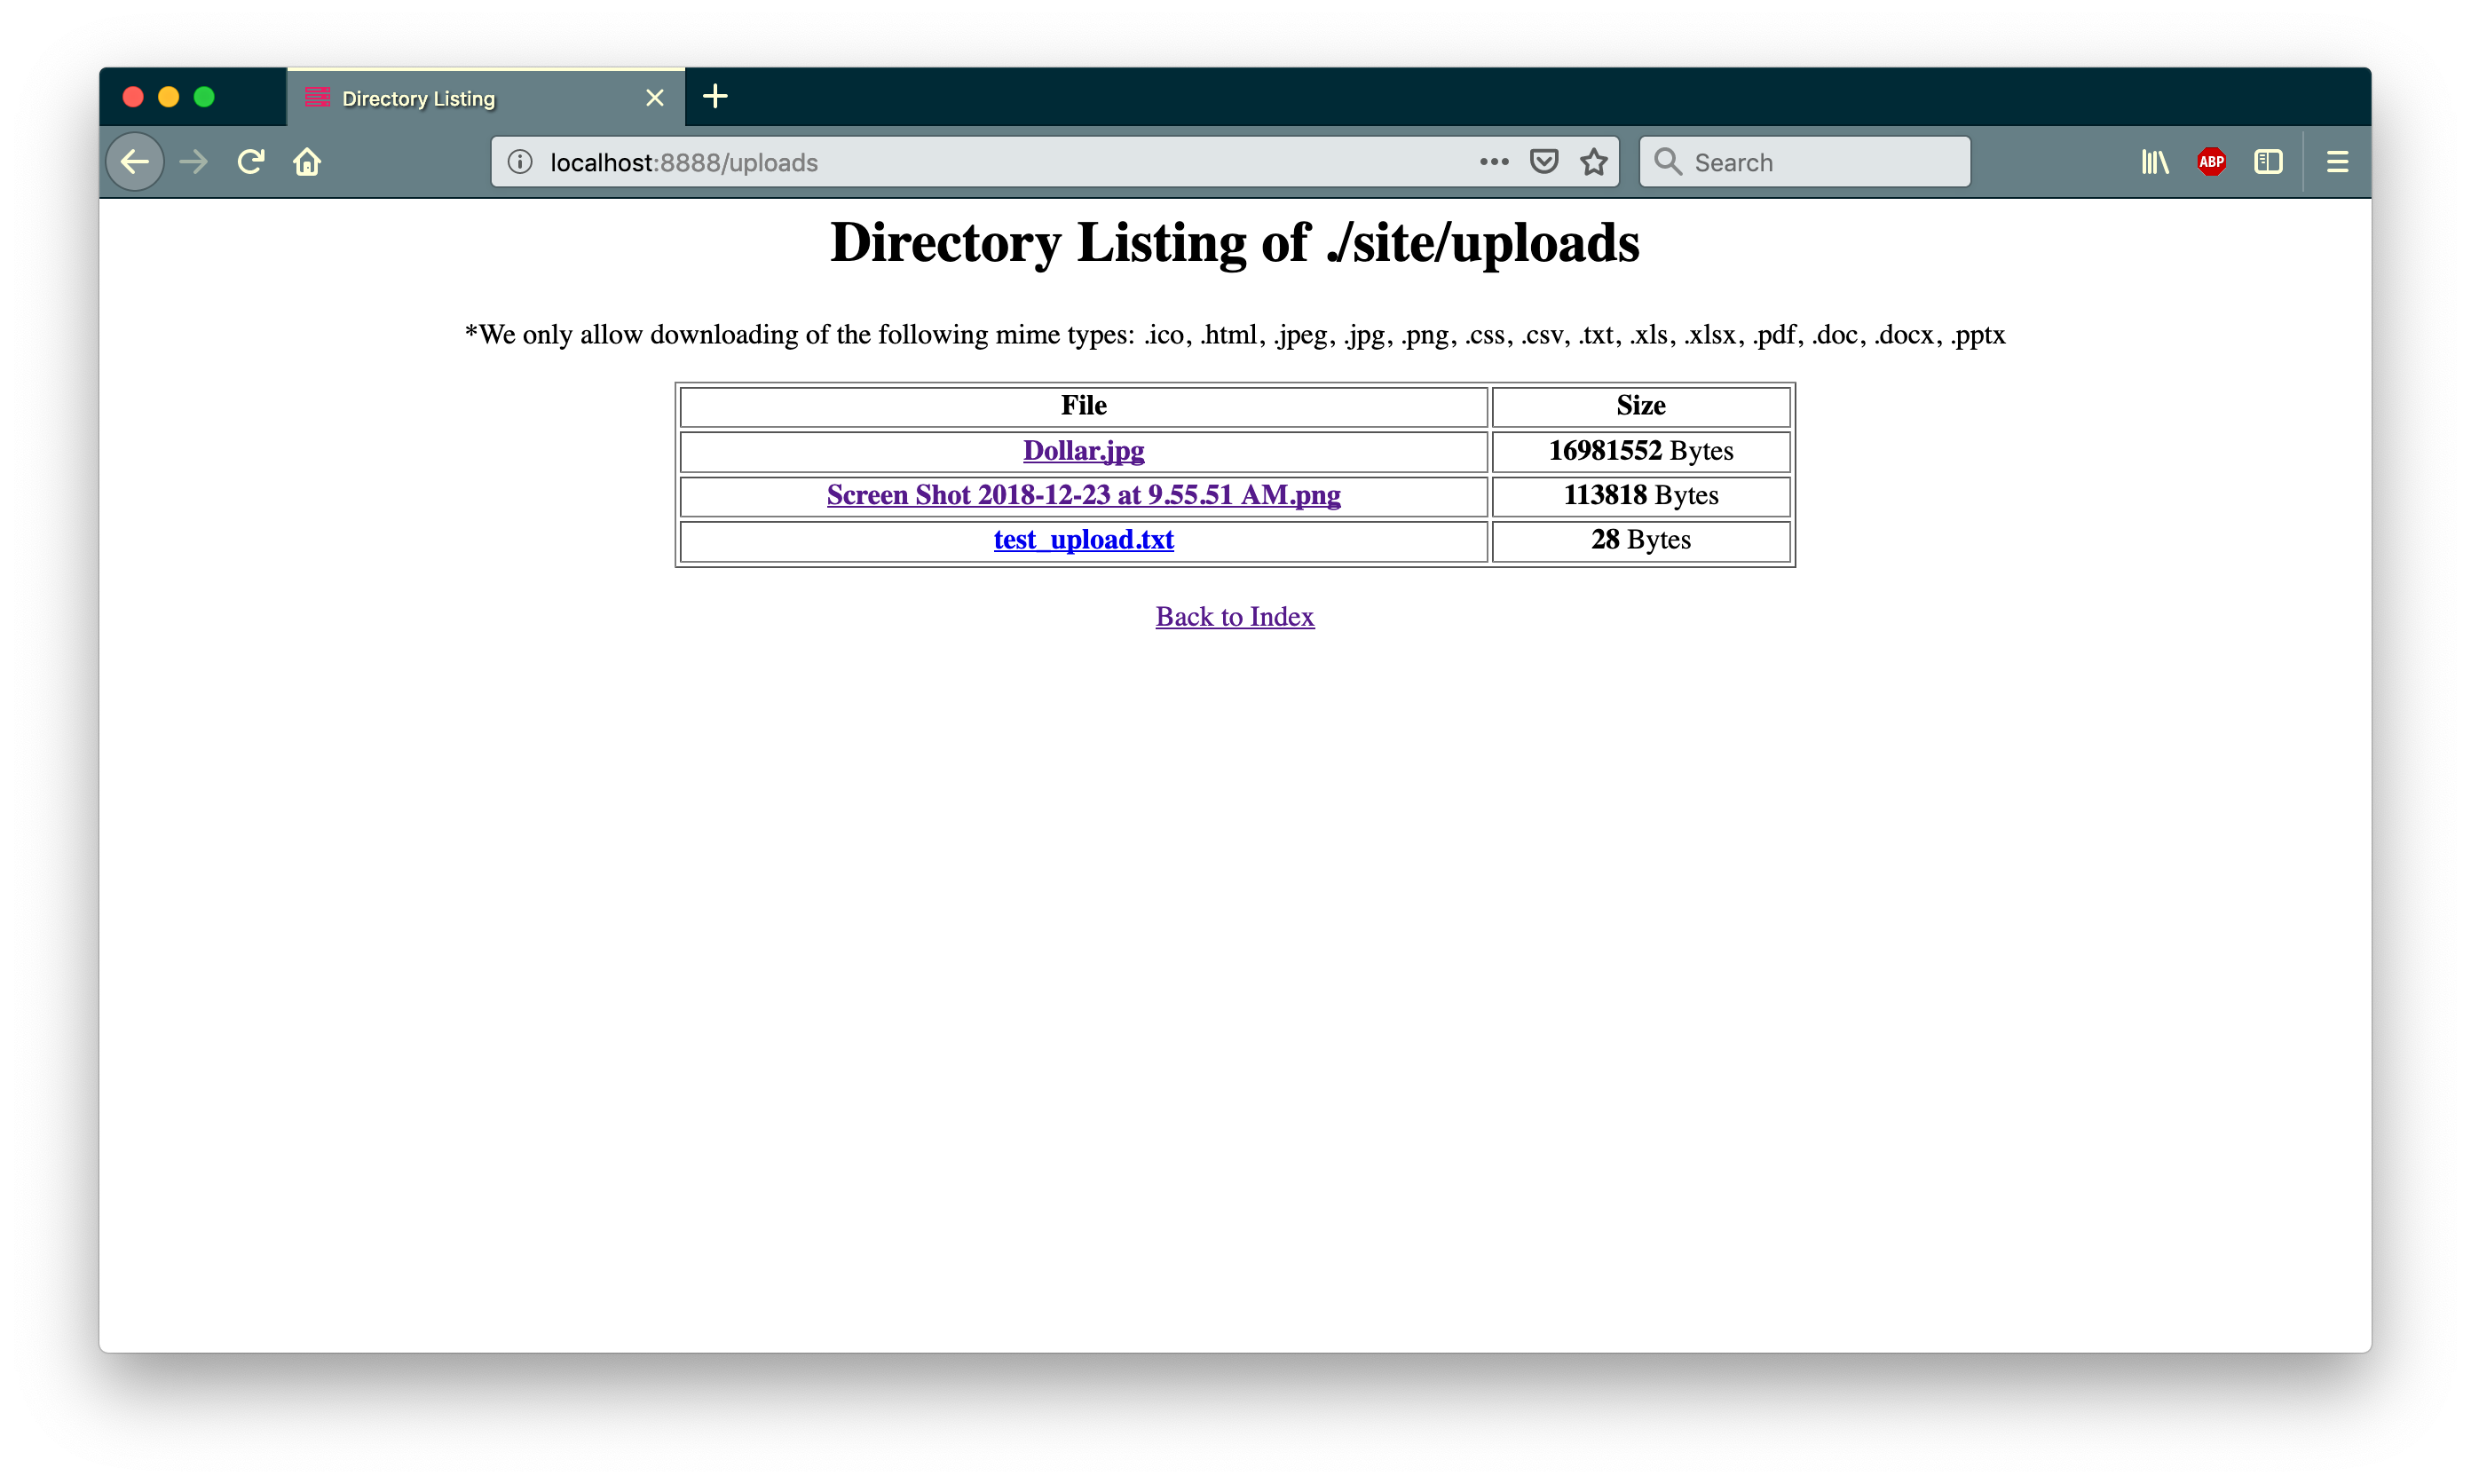 Directory Listing
localhost:8888/uploads
Search
ABP
Directory Listing of ./site/uploads
*We only allow downloading of the following mime types: .ico, .html, .jpeg, .jpg, .png, .css, .csv, .txt, .xls, .xlsx, .pdf, .doc, .docx, .pptx
File Size
Dollar.jpg 16981552 Bytes
Screen Shot 2018-12-23 at 9.55.51 AM.png 113818 Bytes
test_upload.txt 28 Bytes
Back to Index